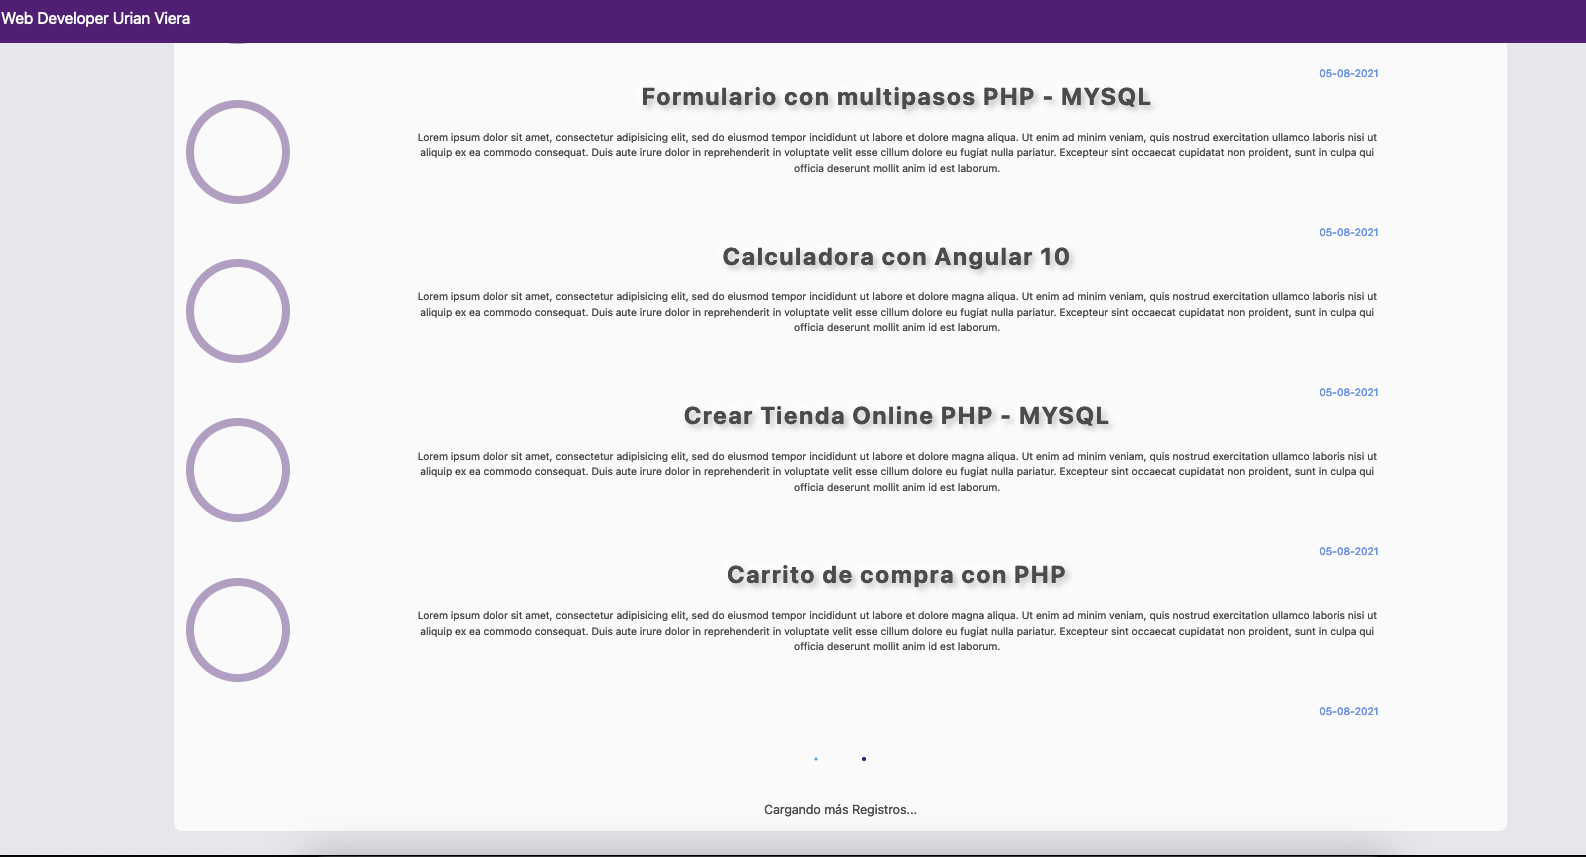 Web Developer Urian Viera
05-08-2021
Formulario con multipasos PHP - MYSQL
Lorem ipsum dolor sit amet, consectetur adipisicing elit, sed do eiusmod tempor incididunt ut labore et dolore magna aliqua. Ut enim ad minim veniam, quis nostrud exercitation ullamco laboris nisi ut
aliquip ex ea commodo consequat. Duis aute irure dolor in reprehenderit in voluptate velit esse cillum dolore eu fugiat nulla pariatur. Excepteur sint occaecat cupidatat non proident, sunt in culpa qui
officia deserunt mollit anim id est laborum.
05-08-2021
Calculadora con Angular 10
Lorem ipsum dolor sit amet, consectetur adipisicing elit, sed do eiusmod tempor incididunt ut labore et dolore magna aliqua. Ut enim ad minim veniam, quis nostrud exercitation ullamco laboris nisi ut
aliquip ex ea commodo consequat. Duis aute irure dolor in reprehenderit in voluptate velit esse cillum dolore eu fugiat nulla pariatur. Excepteur sint occaecat cupidatat non proident, sunt in culpa qui
officia deserunt mollit anim id est laborum.
05-08-2021
Crear Tienda Online PHP - MYSQL
Lorem ipsum dolor sit amet, consectetur adipisicing elit, sed do eiusmod tempor incididunt ut labore et dolore magna aliqua. Ut enim ad minim veniam, quis nostrud exercitation ullamco laboris nisi ut
aliquip ex ea commodo consequat. Duis aute irure dolor in reprehenderit in voluptate velit esse cillum dolore eu fugiat nulla pariatur. Excepteur sint occaecat cupidatat non proident, sunt in culpa qui
officia deserunt mollit anim id est laborum.
05-08-2021
Carrito de compra con PHP
Lorem ipsum dolor sit amet, consectetur adipisicing elit, sed do eiusmod tempor incididunt ut labore et dolore magna aliqua. Ut enim ad minim veniam, quis nostrud exercitation ullamco laboris nisi ut
aliquip ex ea commodo consequat. Duis aute irure dolor in reprehenderit in voluptate velit esse cillum dolore eu fugiat nulla pariatur. Excepteur sint occaecat cupidatat non proident, sunt in culpa qui
officia deserunt mollit anim id est laborum.
05-08-2021
Cargando más Registros...